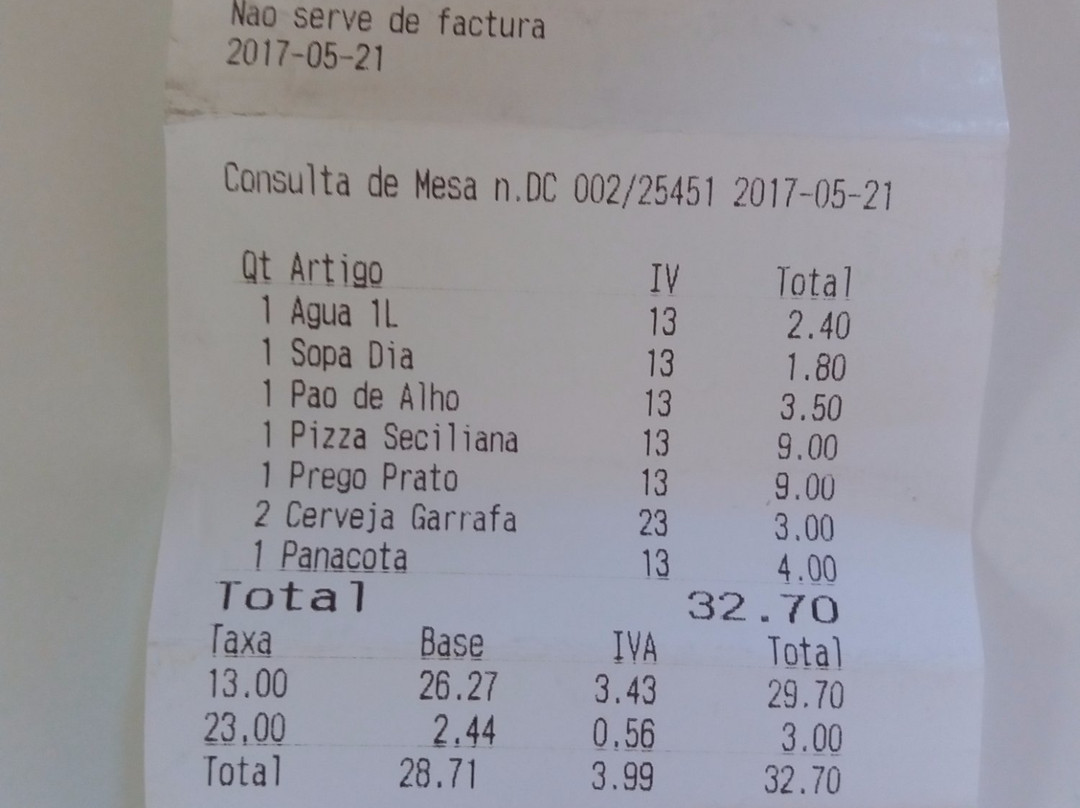 Nao serve de factura
2017-05-21
Consulta de Mesa n.DC 002/25451 2017-05-21
Qt Artigo IV Total
1 Agua 1L 13 2.40
1 Sopa Dia 13 1.80
1 Pao de Alho 13 3.50
1 Pizza Seciliana 13 9.00
1 Prego Prato 13 9.00
2 Cerveja Garrafa 23 3.00
1 Panacota 13 4.00
Total 32.70
Taxa Base IVA Total
13.00 26.27 3.43 29.70
23.00 2.44 0.56 3.00
Total 28.71 3.99 32.70